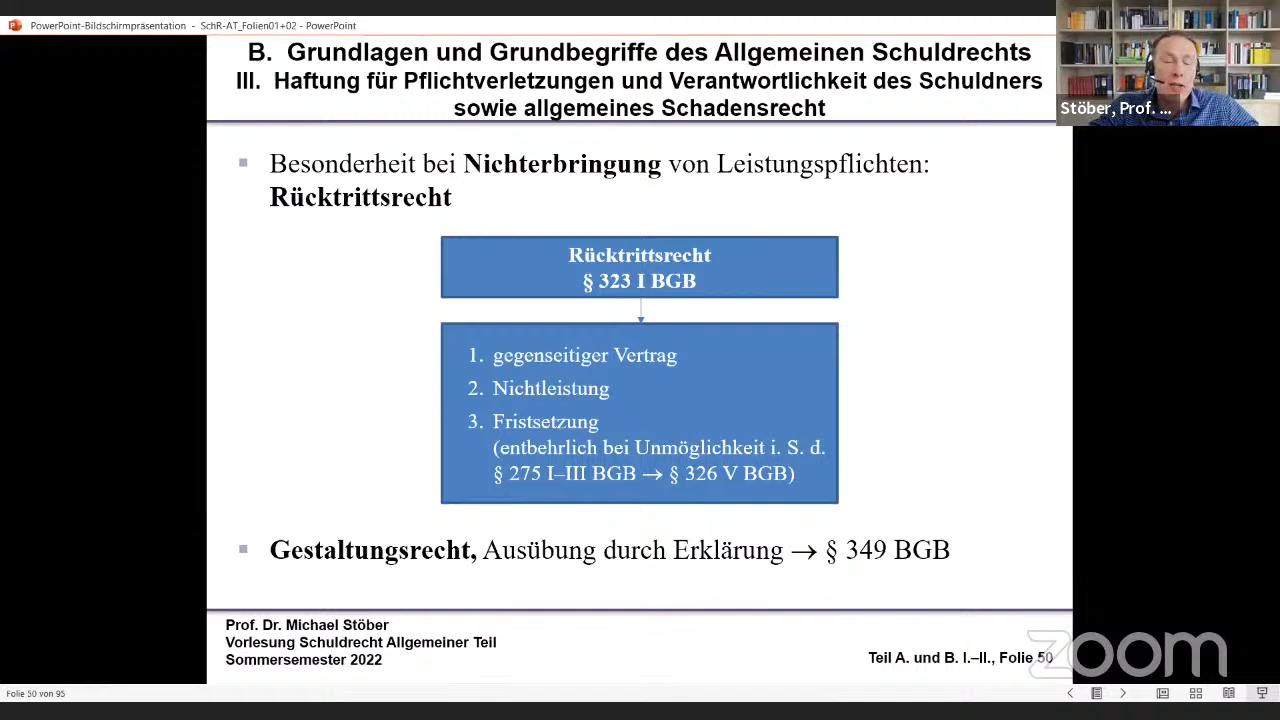 PowerPoint-Bildschirmpräsentation - SchR-AT_Folien01+02 - PowerPoint
B. Grundlagen und Grundbegriffe des Allgemeinen Schuldrechts
III. Haftung für Pflichtverletzungen und Verantwortlichkeit des Schuldners
sowie allgemeines Schadensrecht
Stöber, Prof. ...
Besonderheit bei Nichterbringung von Leistungspflichten:
Rücktrittsrecht
Rücktrittsrecht
§ 323 I BGB
1. gegenseitiger Vertrag
2. Nichtleistung
3. Fristsetzung
(entbehrlich bei Unmöglichkeit i. S. d.
§ 275 I–III BGB → § 326 V BGB)
Gestaltungsrecht, Ausübung durch Erklärung → § 349 BGB
Prof. Dr. Michael Stöber
Vorlesung Schuldrecht Allgemeiner Teil
Sommersemester 2022
Teil A. und B. I.–II., Folie 50
zoom
Folie 50 von 95